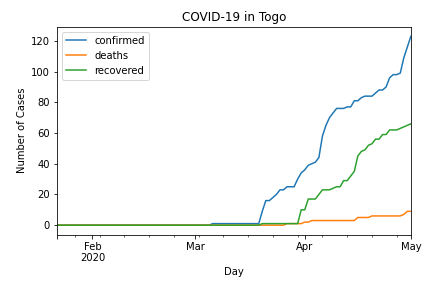 COVID-19 in Togo
confirmed
deaths
recovered
Number of Cases
120
100
80
60
40
20
0
Feb
2020
Mar
Apr
May
Day